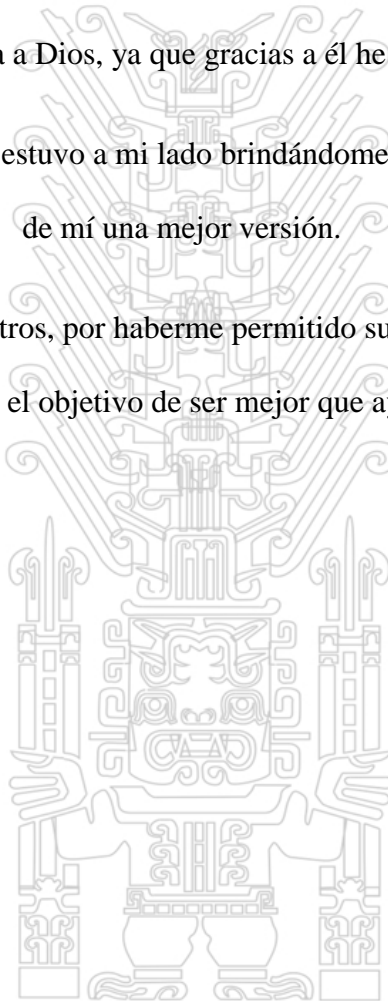 a Dios, ya que gracias a él he
estuvo a mi lado brindándome
de mí una mejor versión.
tros, por haberme permitido su
el objetivo de ser mejor que